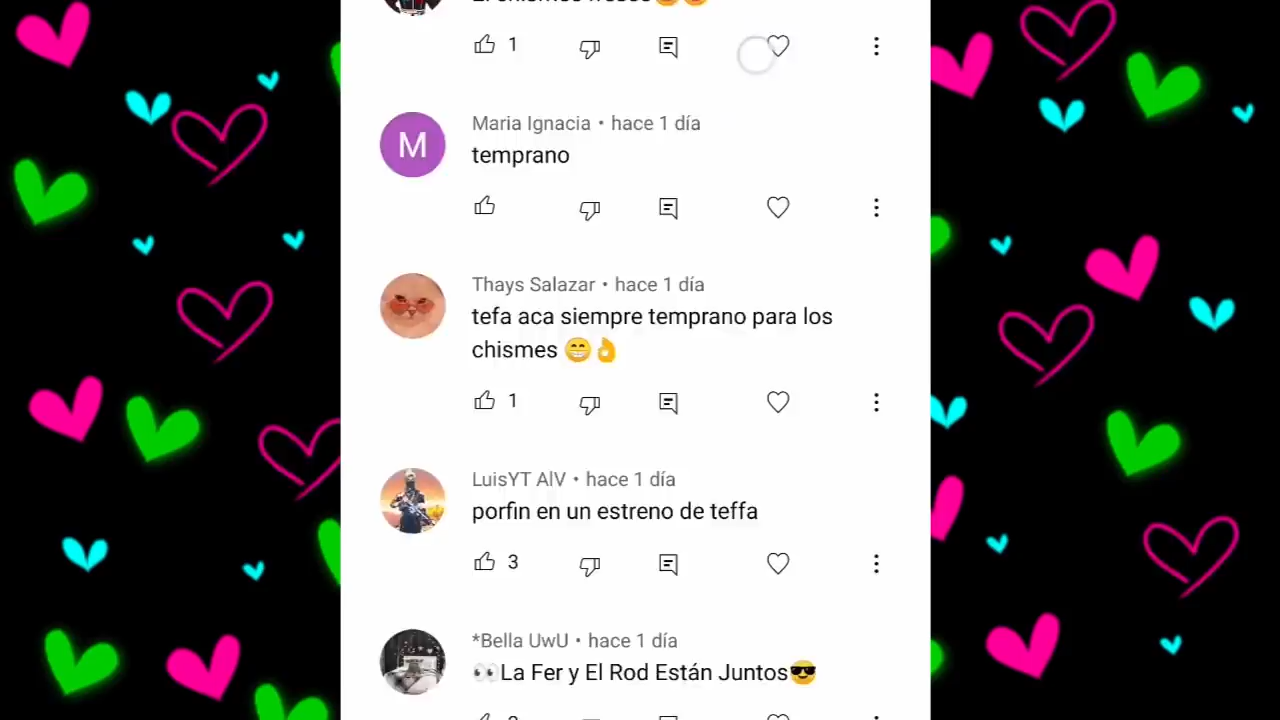 1
M
Maria Ignacia • hace 1 día
temprano
Thays Salazar • hace 1 día
tefa aca siempre temprano para los
chismes 😁👌
1
LuisYT AlV • hace 1 día
porfin en un estreno de teffa
3
*Bella UwU • hace 1 día
👀La Fer y El Rod Están Juntos😎